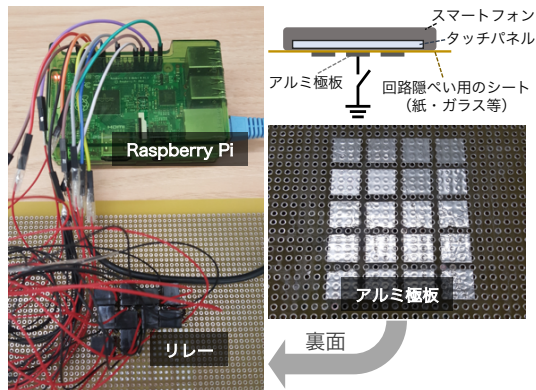 スマートフォン
タッチパネル
アルミ極板
回路隠ぺい用のシート
（紙・ガラス等）
Raspberry Pi
アルミ極板
リレー
裏面